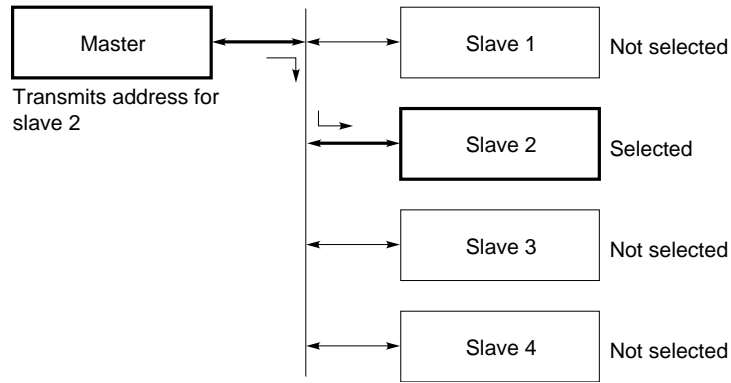 Master
Transmits address for
slave 2
Slave 1
Not selected
Slave 2
Selected
Slave 3
Not selected
Slave 4
Not selected